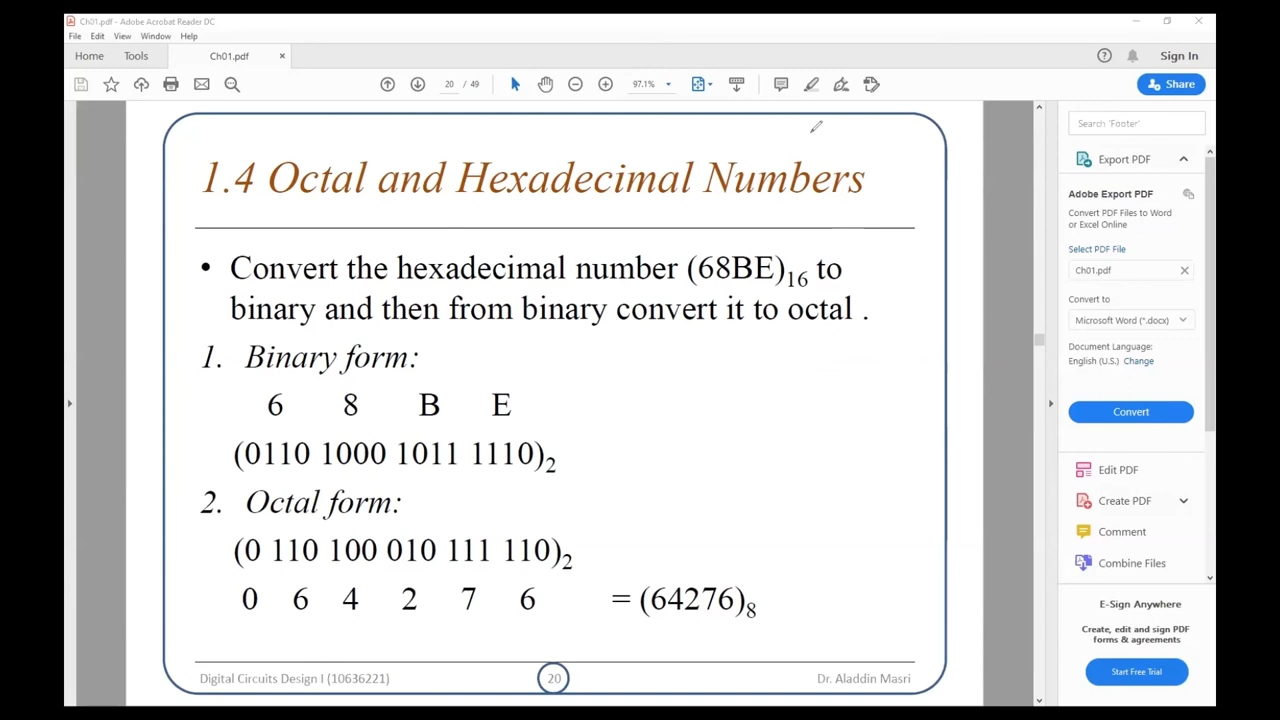 Ch01.pdf - Adobe Acrobat Reader DC
File Edit View Window Help
Home Tools Ch01.pdf × Sign In
20 / 49 97.1% Share
1.4 Octal and Hexadecimal Numbers
• Convert the hexadecimal number (68BE)16 to
binary and then from binary convert it to octal .
1. Binary form:
6 8 B E
(0110 1000 1011 1110)2
2. Octal form:
(0 110 100 010 111 110)2
0 6 4 2 7 6 = (64276)8
Digital Circuits Design I (10636221) 20 Dr. Aladdin Masri
Search 'Footer'
Export PDF
Adobe Export PDF
Convert PDF Files to Word
or Excel Online
Select PDF File
Ch01.pdf
Convert to
Microsoft Word (*.docx)
Document Language:
English (U.S.) Change
Convert
Edit PDF
Create PDF
Comment
Combine Files
E-Sign Anywhere
Create, edit and sign PDF
forms & agreements
Start Free Trial